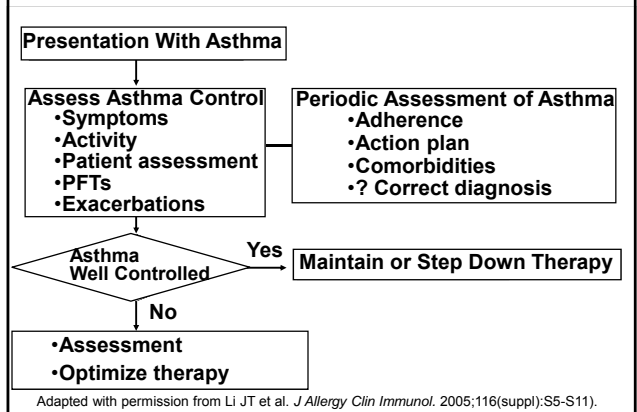 Presentation With Asthma
Assess Asthma Control
•Symptoms
•Activity
•Patient assessment
•PFTs
•Exacerbations
Periodic Assessment of Asthma
•Adherence
•Action plan
•Comorbidities
•? Correct diagnosis
Asthma
Well Controlled
Yes
Maintain or Step Down Therapy
No
•Assessment
•Optimize therapy
Adapted with permission from Li JT et al. J Allergy Clin Immunol. 2005;116(suppl):S5-S11).